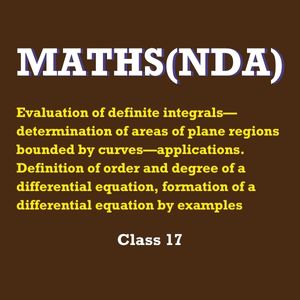 MATHS(NDA)
Evaluation of definite integrals—
determination of areas of plane regions
bounded by curves—applications.
Definition of order and degree of a
differential equation, formation of a
differential equation by examples
Class 17